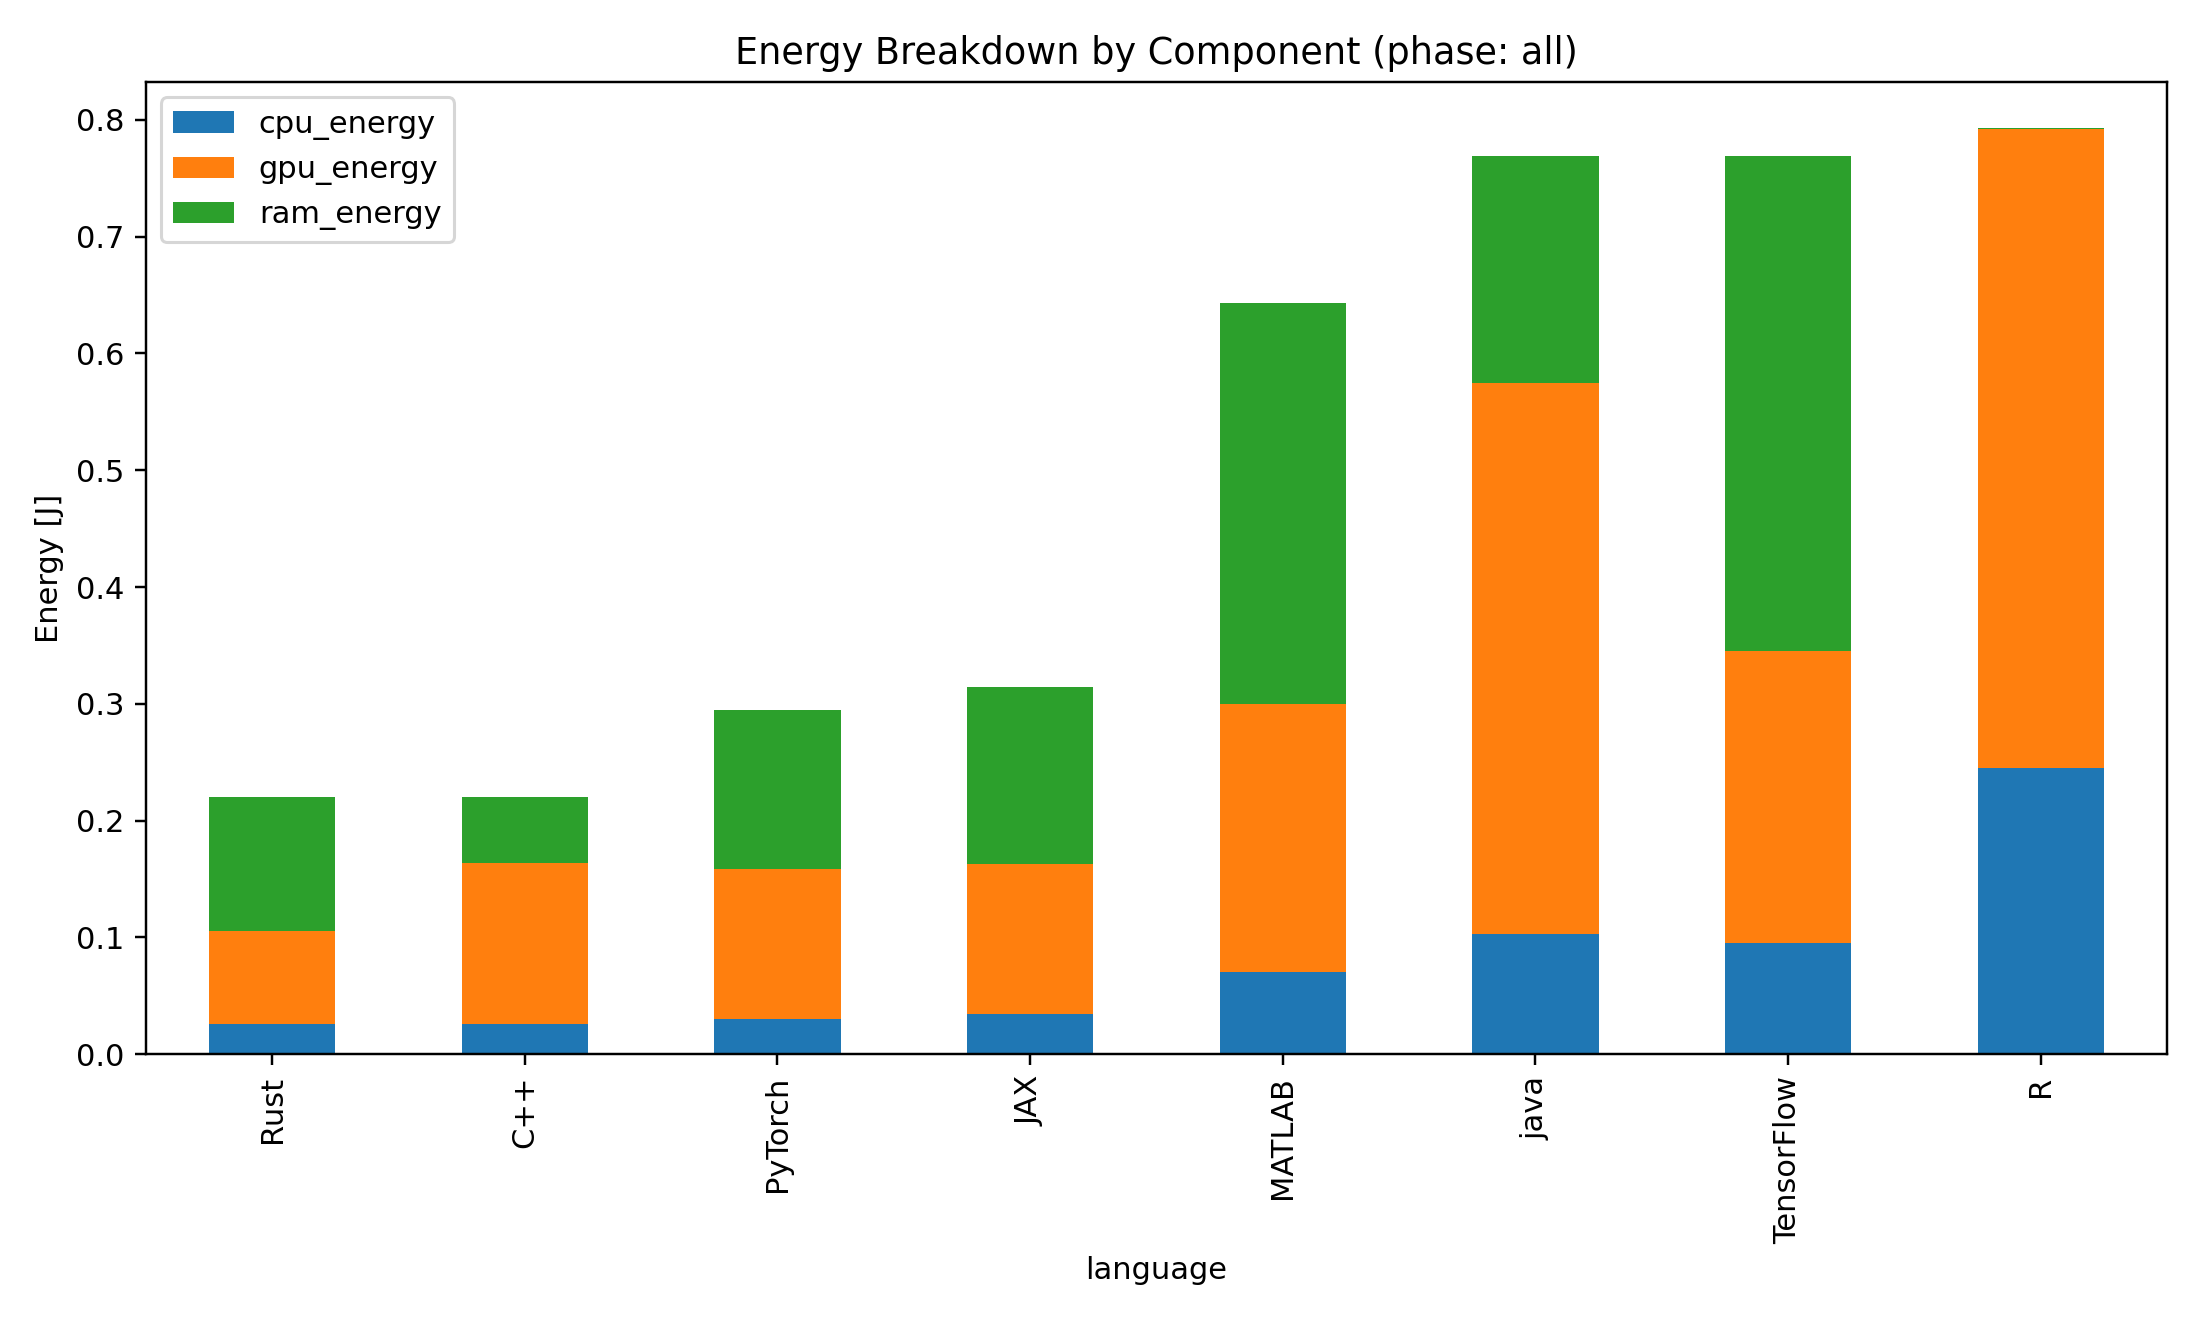 Energy Breakdown by Component (phase: all)
cpu_energy
gpu_energy
ram_energy
Energy [J]
0.8
0.7
0.6
0.5
0.4
0.3
0.2
0.1
0.0
Rust
C++
PyTorch
JAX
MATLAB
java
TensorFlow
R
language